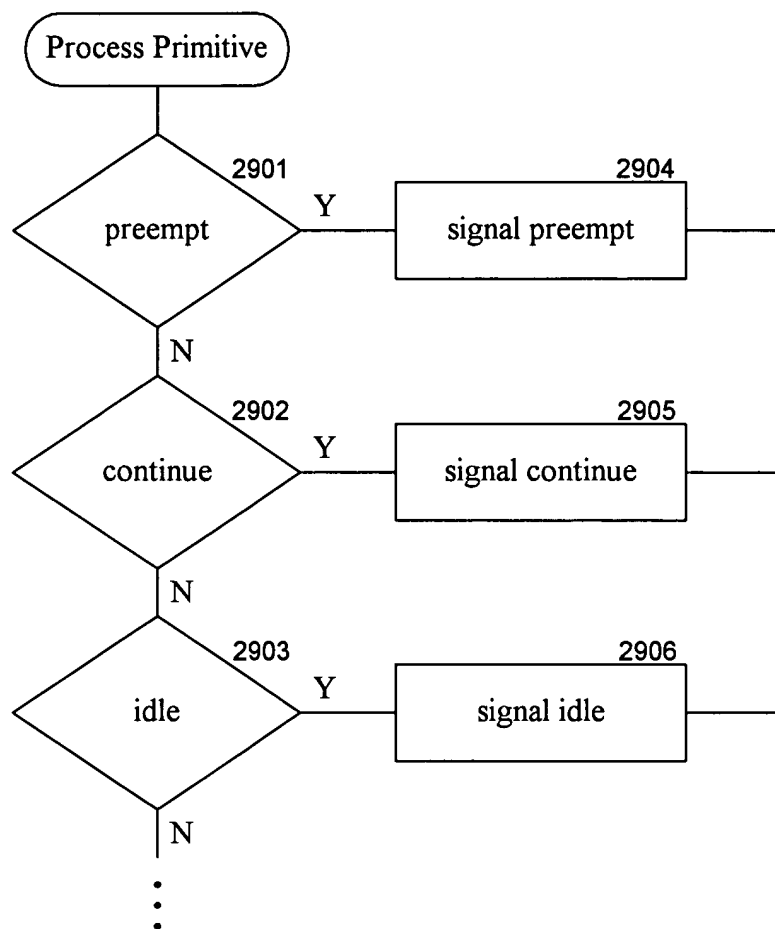 Process Primitive
2901
2904
preempt
Y
signal preempt
N
2902
2905
continue
Y
signal continue
N
2903
2906
idle
Y
signal idle
N